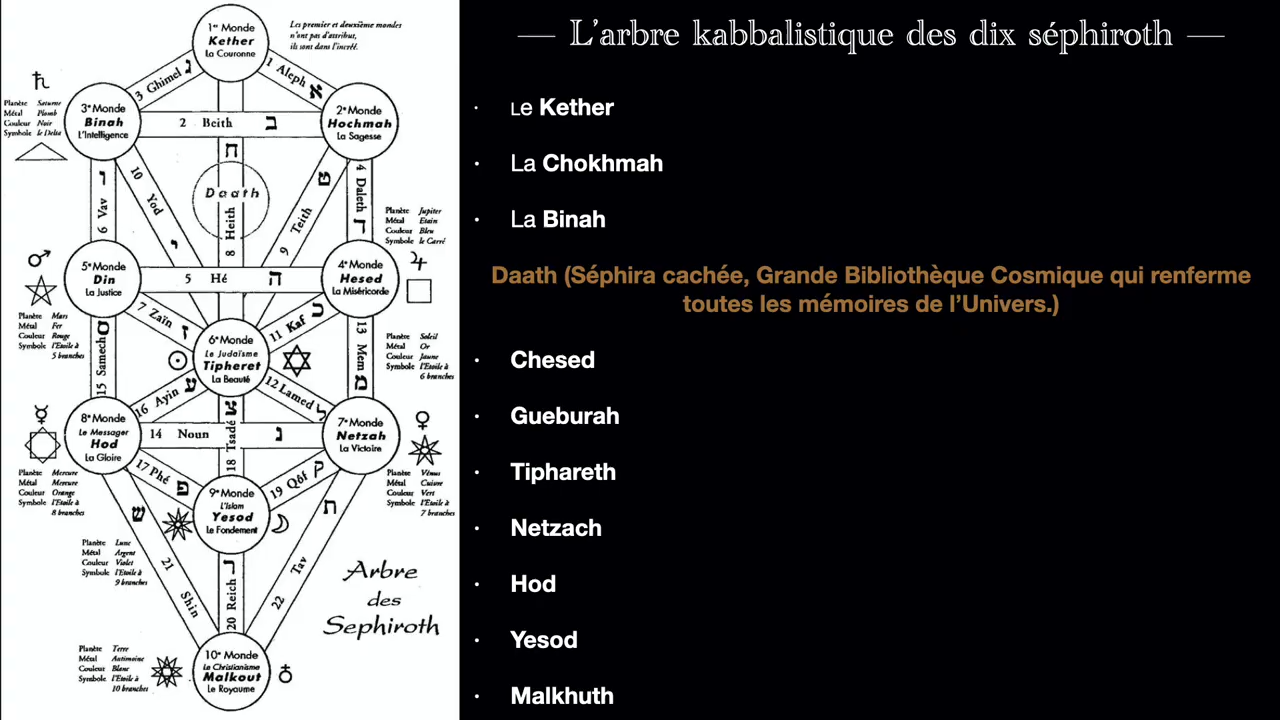 L'arbre kabbalistique des dix séphiroth
· Le Kether
· La Chokhmah
· La Binah
Daath (Séphira cachée, Grande Bibliothèque Cosmique qui renferme
toutes les mémoires de l'Univers.)
· Chesed
· Gueburah
· Tiphareth
· Netzach
· Hod
· Yesod
· Malkhuth
1er Monde
Kether
La Couronne
Les premier et deuxième mondes
n'ont pas d'attribut,
ils sont dans l'incréé.
3 Ghimel ג
1 Aleph א
♄
Planète Saturne
Métal Plomb
Couleur Noir
Symbole le Delta
3e Monde
Binah
L'Intelligence
2 Beith ב
2e Monde
Hochmah
La Sagesse
ח
Daath
8 Heith
ו
6 Vav
10 Yod י
ט
9 Teith
4 Daleth ד
Planète Jupiter
Métal Etain
Couleur Bleu
Symbole le Carré
♂
♃
5e Monde
Din
La Justice
5 Hé ה
4e Monde
Hesed
La Miséricorde
Planète Mars
Métal Fer
Couleur Rouge
Symbole l'Etoile à
5 branches
7 Zaïn ז
11 Kaf כ
ס
15 Samech
13 Mem מ
6e Monde
Le Judaïsme
Tipheret
La Beauté
☉
Planète Soleil
Métal Or
Couleur Jaune
Symbole l'Etoile à
6 branches
16 Ayin ע
12 Lamed ל
☿
♀
8e Monde
Le Messager
Hod
La Gloire
14 Noun נ
צ
18 Tsadé
7e Monde
Netzah
La Victoire
Planète Mercure
Métal Mercure
Couleur Orange
Symbole l'Etoile à
8 branches
17 Phé פ
19 Qôf ק
Planète Vénus
Métal Cuivre
Couleur Vert
Symbole l'Etoile à
7 branches
9e Monde
L'Islam
Yesod
Le Fondement
ש
21 Shin
ת
22 Tav
Planète Lune
Métal Argent
Couleur Violet
Symbole l'Etoile à
9 branches
ר
20 Reich
Arbre
des
Sephiroth
10e Monde
Le Christianisme
Malkout
Le Royaume
Planète Terre
Métal Antimoine
Couleur Blanc
Symbole l'Etoile à
10 branches